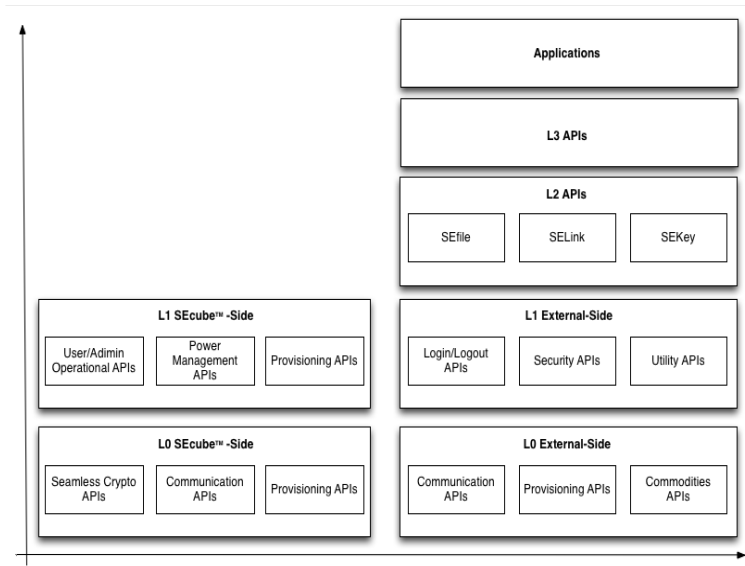 Applications
L3 APIs
L2 APIs
SEfile
SELink
SEKey
L1 SEcube™ -Side
User/Adimin
Operational APIs
Power
Management
APIs
Provisioning APIs
L1 External-Side
Login/Logout
APIs
Security APIs
Utility APIs
L0 SEcube™ -Side
Seamless Crypto
APIs
Communication
APIs
Provisioning APIs
L0 External-Side
Communication
APIs
Provisioning APIs
Commodities
APIs